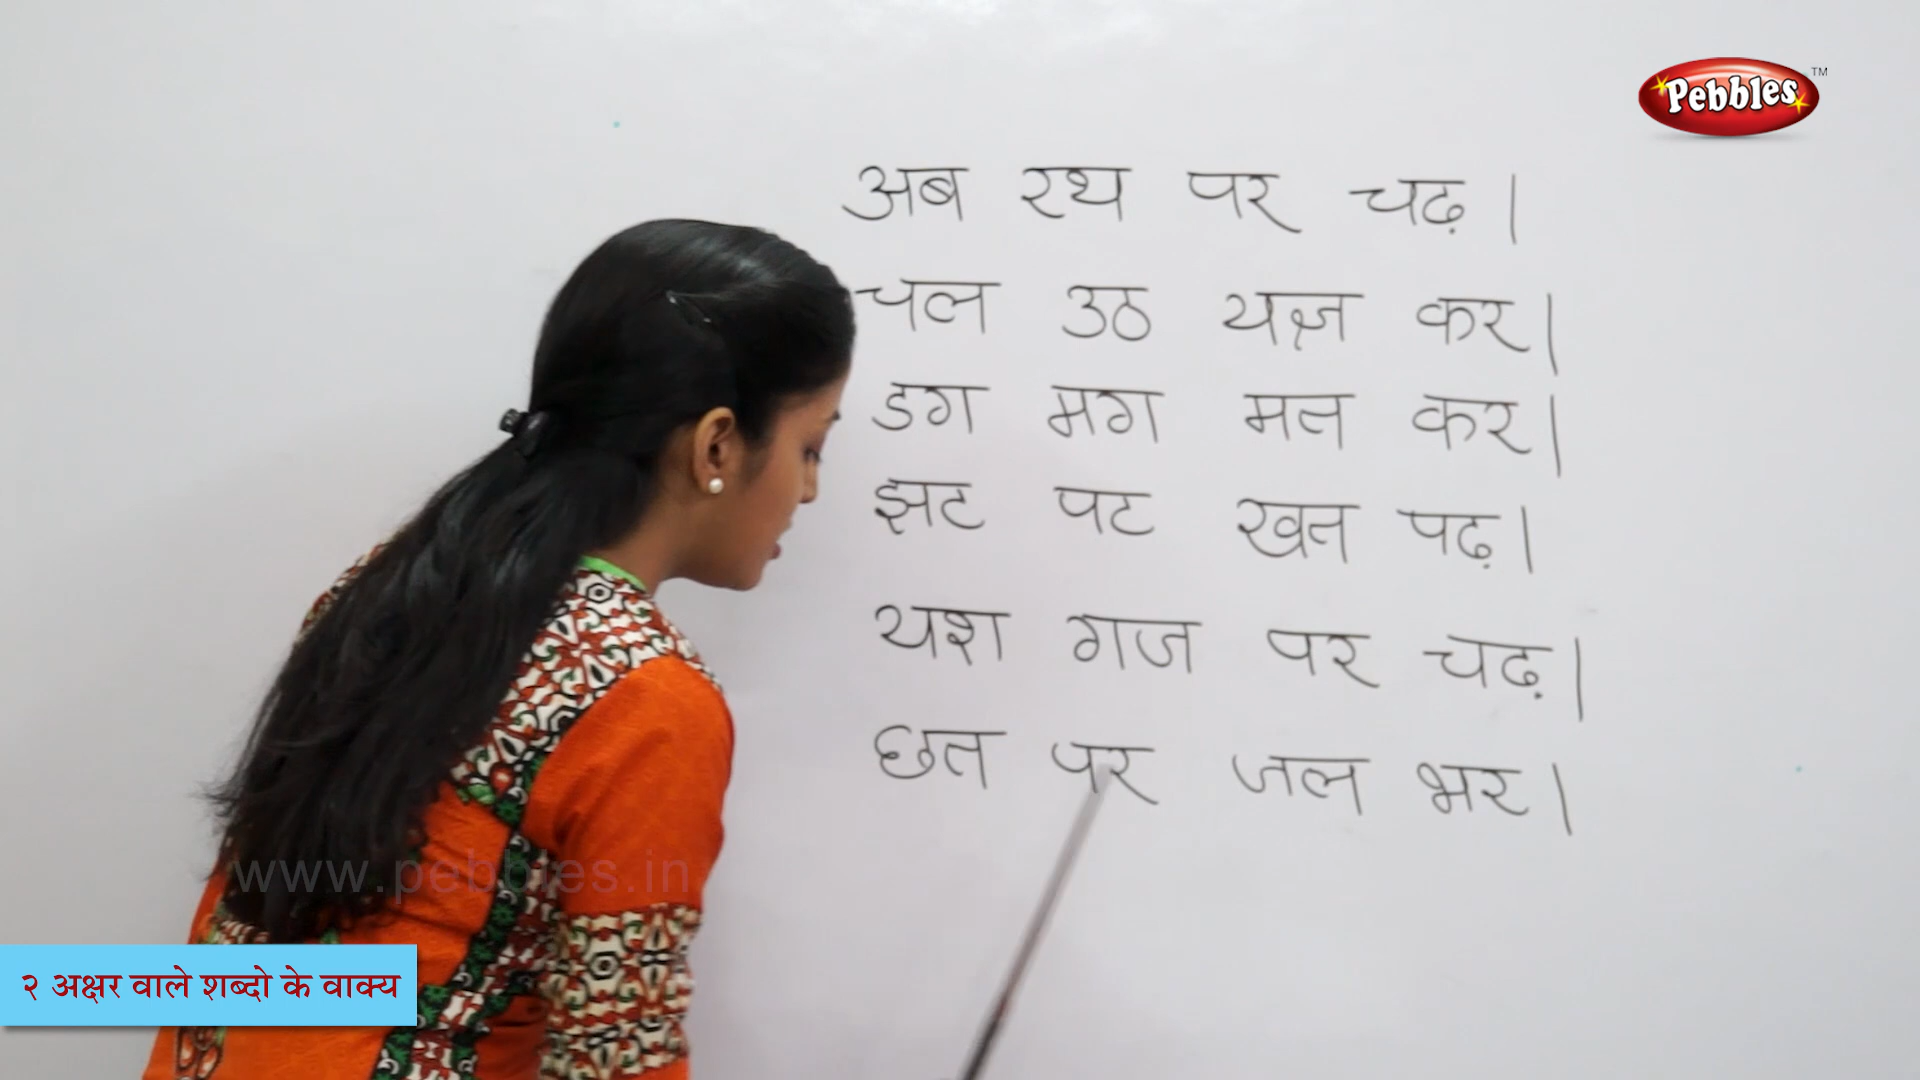 Pebbles TM
अब रथ पर चढ़ ।
चल उठ यज्ञ कर ।
डग मग मत कर ।
झट पट खत पढ़ ।
यश गज पर चढ़ ।
छत पर जल भर ।
www.pebbles.in
२ अक्षर वाले शब्दो के वाक्य